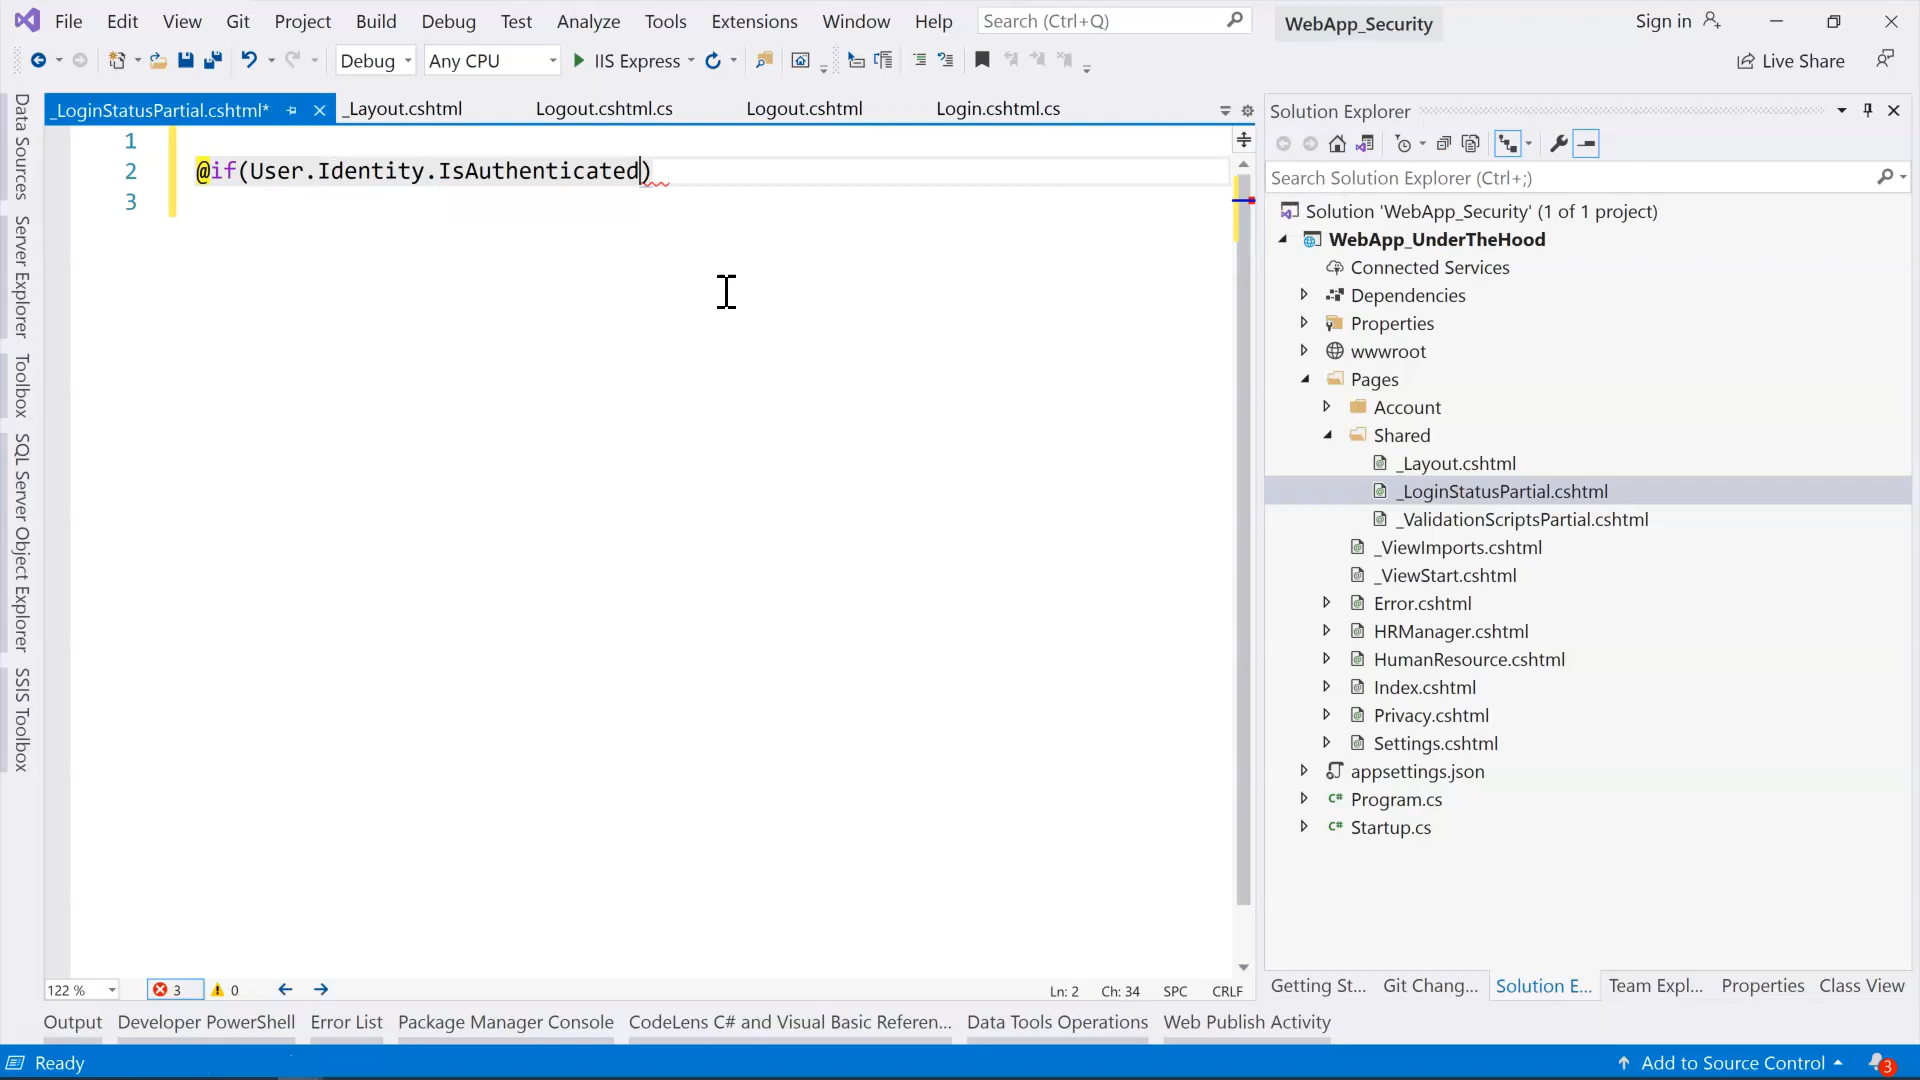 File Edit View Git Project Build Debug Test Analyze Tools Extensions Window Help Search (Ctrl+Q) WebApp_Security Sign in
Debug Any CPU IIS Express Live Share
_LoginStatusPartial.cshtml* _Layout.cshtml Logout.cshtml.cs Logout.cshtml Login.cshtml.cs
1
2 @if(User.Identity.IsAuthenticated)
3
Data Sources
Server Explorer
Toolbox
SQL Server Object Explorer
SSIS Toolbox
Solution Explorer
Search Solution Explorer (Ctrl+;)
Solution 'WebApp_Security' (1 of 1 project)
WebApp_UnderTheHood
Connected Services
Dependencies
Properties
wwwroot
Pages
Account
Shared
_Layout.cshtml
_LoginStatusPartial.cshtml
_ValidationScriptsPartial.cshtml
_ViewImports.cshtml
_ViewStart.cshtml
Error.cshtml
HRManager.cshtml
HumanResource.cshtml
Index.cshtml
Privacy.cshtml
Settings.cshtml
appsettings.json
C# Program.cs
C# Startup.cs
122 % 3 0 Ln: 2 Ch: 34 SPC CRLF
Getting St... Git Chang... Solution E... Team Expl... Properties Class View
Output Developer PowerShell Error List Package Manager Console CodeLens C# and Visual Basic Referen... Data Tools Operations Web Publish Activity
Ready Add to Source Control 3